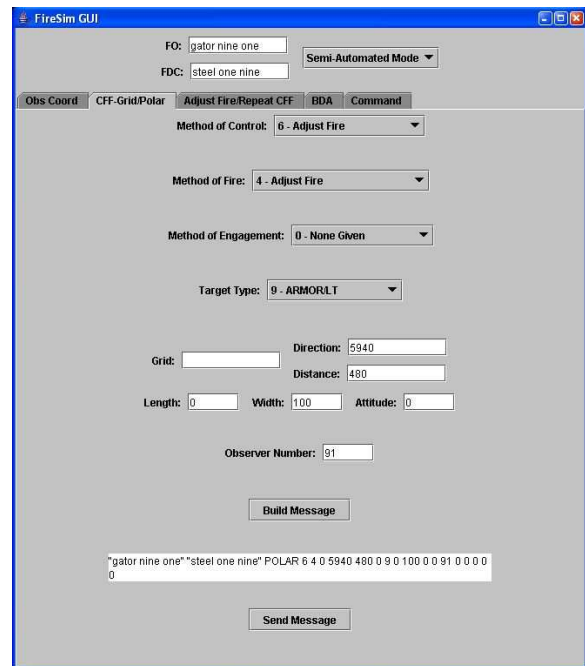 FireSim GUI
FO: gator nine one
Semi-Automated Mode
FDC: steel one nine
Obs Coord CFF-Grid/Polar Adjust Fire/Repeat CFF BDA Command
Method of Control: 6 - Adjust Fire
Method of Fire: 4 - Adjust Fire
Method of Engagement: 0 - None Given
Target Type: 9 - ARMOR/LT
Grid:
Direction: 5940
Distance: 480
Length: 0 Width: 100 Attitude: 0
Observer Number: 91
Build Message
"gator nine one" "steel one nine" POLAR 6 4 0 5940 480 0 9 0 100 0 0 91 0 0 0 0
0
Send Message